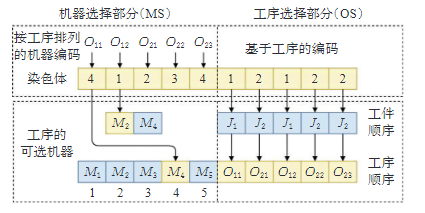 机器选择部分(MS) 工序选择部分(OS)
按工序排列的机器编码 O11 O12 O21 O22 O23 基于工序的编码
染色体 4 1 2 3 4 1 2 1 2 2
工序的可选机器 M2 M4 J1 J2 J1 J2 J2 工件顺序
M1 M2 M3 M4 M5 O11 O21 O12 O22 O23 工序顺序
1 2 3 4 5